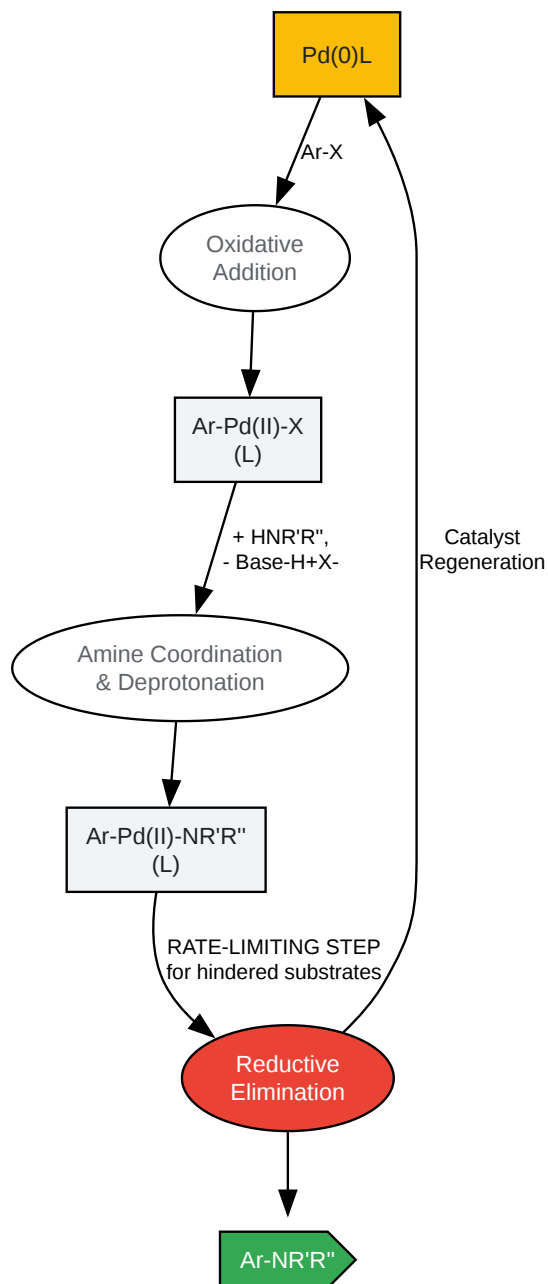 Pd(0)L
Ar-X
Oxidative
Addition
Ar-Pd(II)-X
(L)
+ HNR'R'',
- Base-H+X-
Catalyst
Regeneration
Amine Coordination
& Deprotonation
Ar-Pd(II)-NR'R''
(L)
RATE-LIMITING STEP
for hindered substrates
Reductive
Elimination
Ar-NR'R''